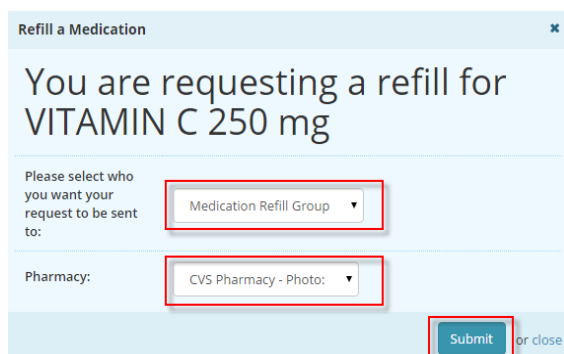 Refill a Medication ×
You are requesting a refill for
VITAMIN C 250 mg
Please select who
you want your
request to be sent
to:
Medication Refill Group
Pharmacy:
CVS Pharmacy - Photo:
Submit or close